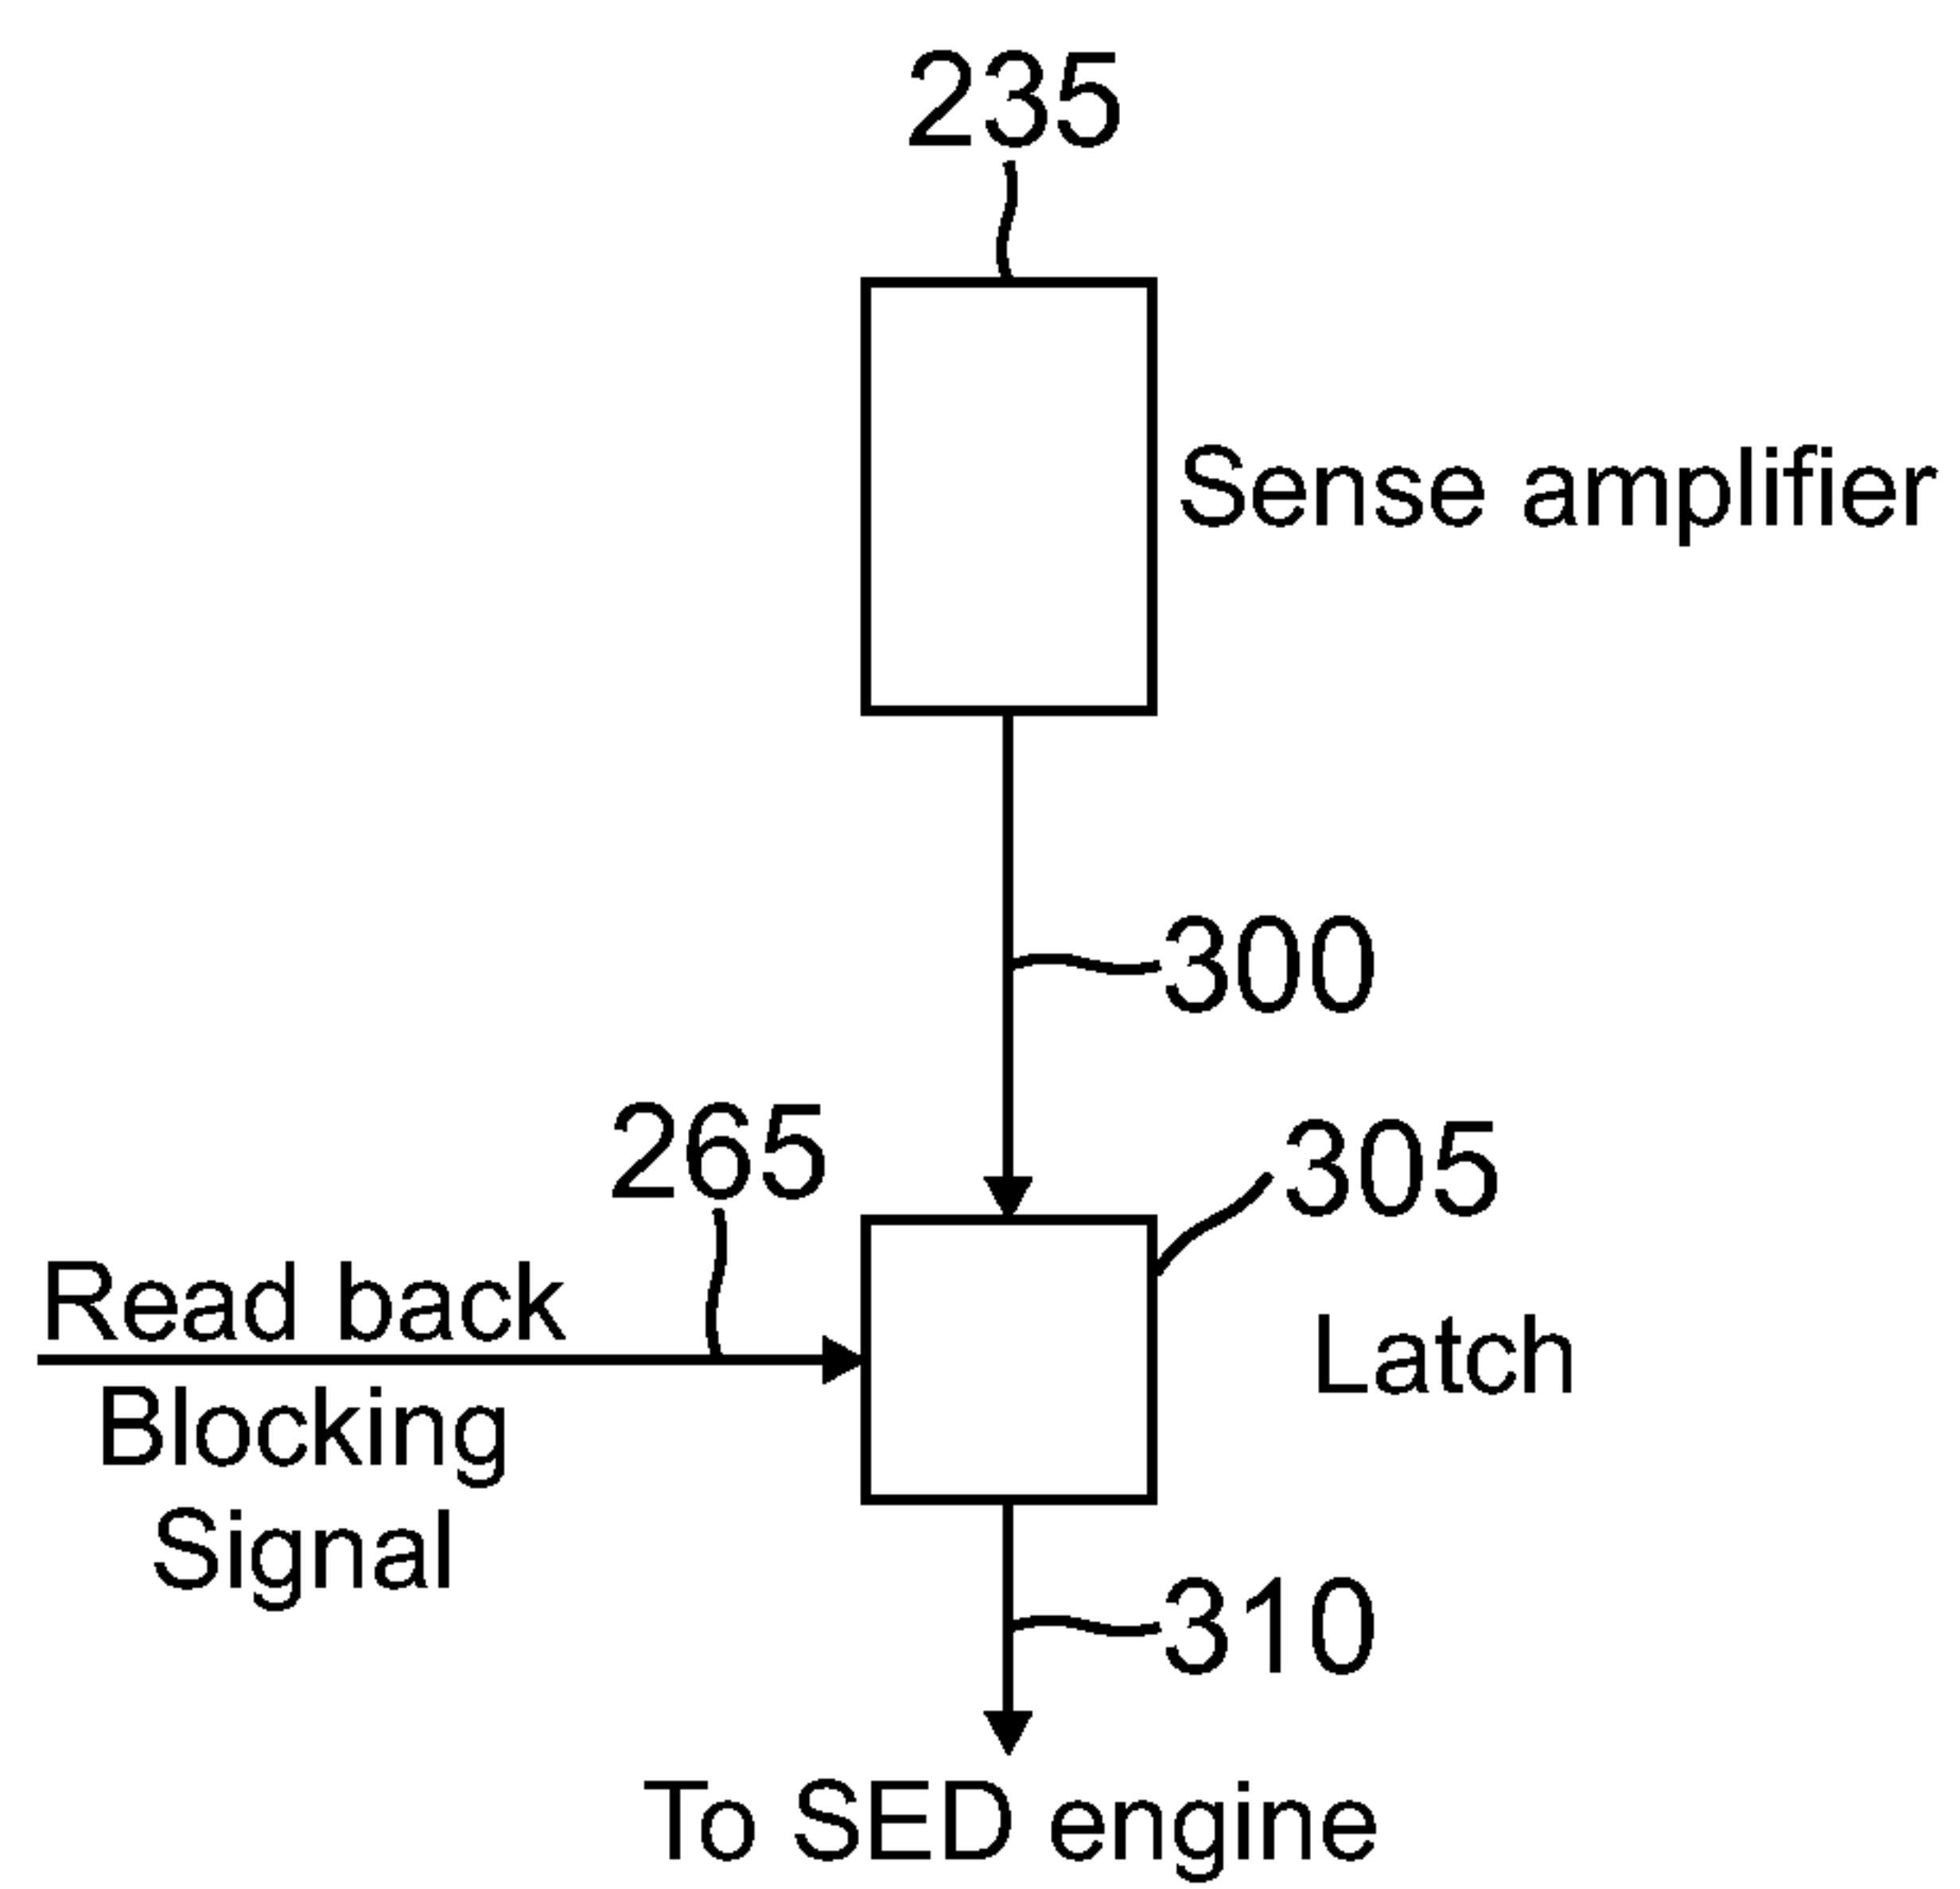 235
Sense amplifier
300
265
305
Read back
Latch
Blocking
Signal
310
To SED engine